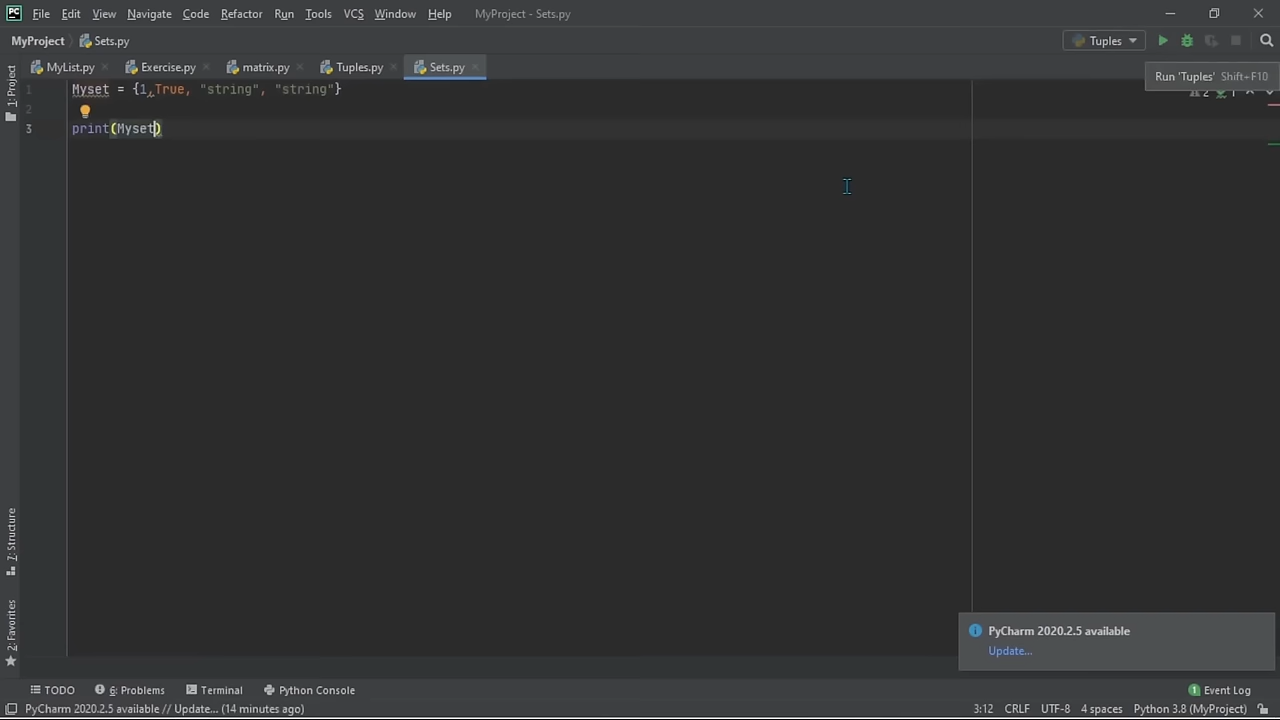 PC File Edit View Navigate Code Refactor Run Tools VCS Window Help MyProject - Sets.py
MyProject Sets.py Tuples
MyList.py Exercise.py matrix.py Tuples.py Sets.py
Run 'Tuples' Shift+F10
1: Project
1 Myset = {1,True, "string", "string"} 2 1
2
3 print(Myset)
7: Structure
2: Favorites
PyCharm 2020.2.5 available
Update...
TODO 6: Problems Terminal Python Console 1 Event Log
PyCharm 2020.2.5 available // Update... (14 minutes ago) 3:12 CRLF UTF-8 4 spaces Python 3.8 (MyProject)